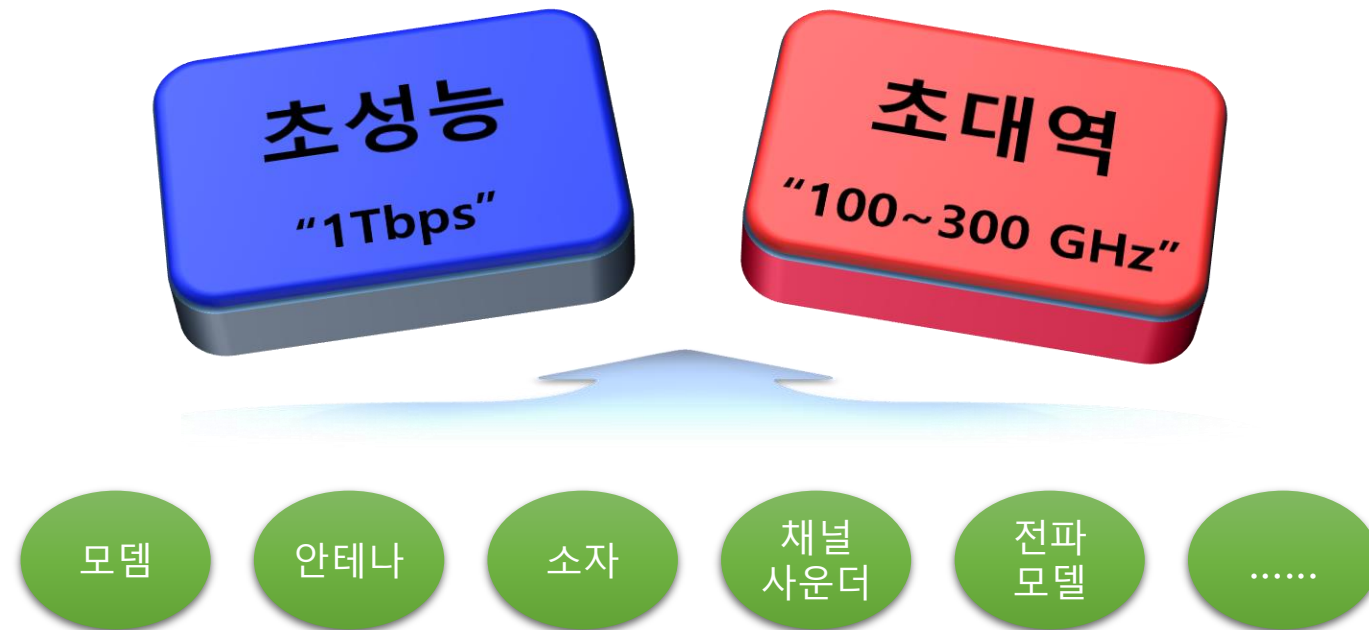 초성능
“1Tbps”
초대역
“100~300 GHz”
모뎀
안테나
소자
채널
사운더
전파
모델
......